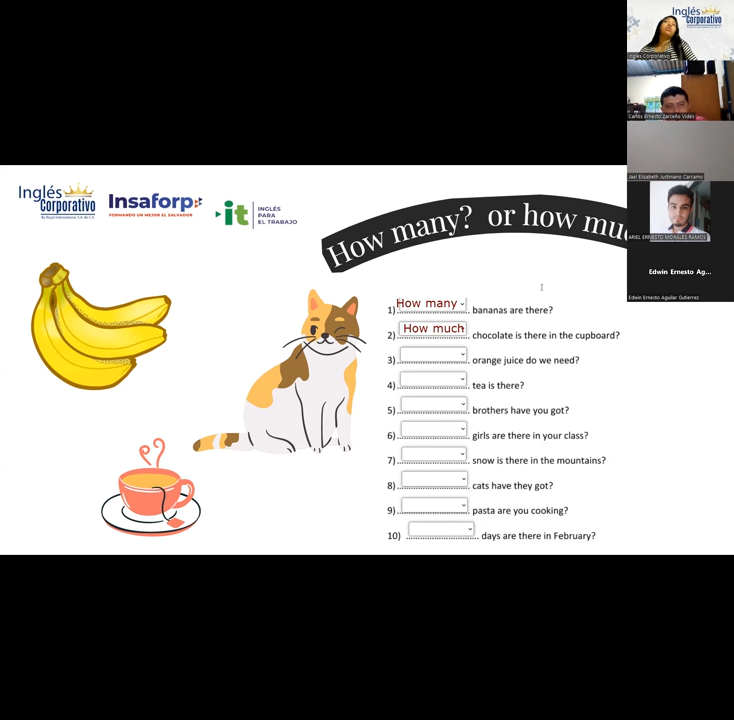 Inglés
Corporativo
Ingles Corporativo
Carlos Ernesto Zarceño Vides
Jael Elizabeth Justiniano Carcamo
ARIEL ERNESTO MORALES RAMOS
Edwin Ernesto Ag...
Edwin Ernesto Aguilar Gutierrez
Inglés
Corporativo
By Royal International, S.A. de C.V.
Insaforp
FORMANDO UN MEJOR EL SALVADOR
it
INGLÉS
PARA
EL TRABAJO
How many? or how muc
1) How many bananas are there?
2) How much chocolate is there in the cupboard?
3) orange juice do we need?
4) tea is there?
5) brothers have you got?
6) girls are there in your class?
7) snow is there in the mountains?
8) cats have they got?
9) pasta are you cooking?
10) days are there in February?